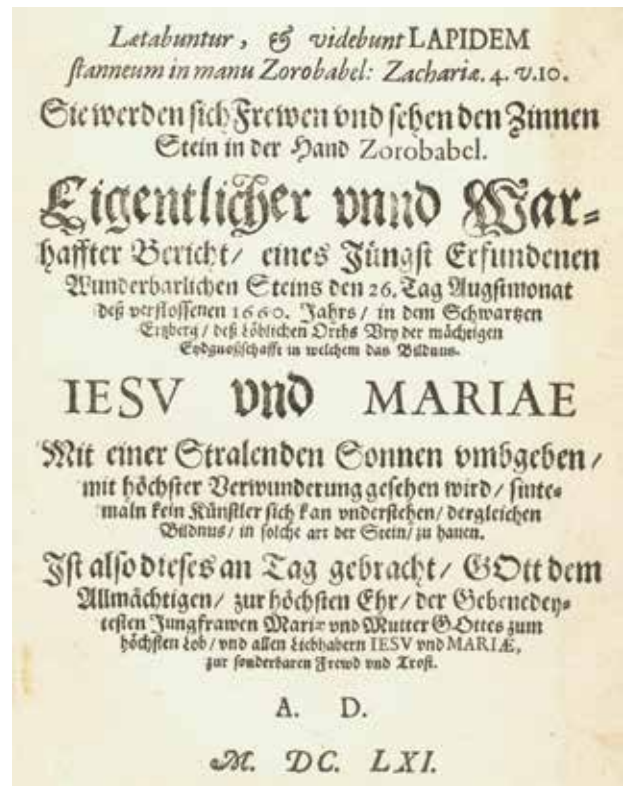 Lætabuntur, & videbunt LAPIDEM
stanneum in manu Zorobabel: Zachariæ. 4. v. 10.
Sie werden sich Frewen vnd sehen den Zinnen
Stein in der Hand Zorobabel.
Eigentlicher vnnd War-
haffter Bericht/ eines Jüngst Erfundenen
Wunderbarlichen Steins den 26. Tag Augstmonat
deß verflossenen 1660. Jahrs/ in dem Schwartzen
Ertzberg/ deß Löblichen Orths Vry der mächtigen
Eydgnoßschafft in welchem das Bildnus.
IESV vnd MARIAE
Mit einer Stralenden Sonnen vmbgeben/
mit höchster Verwunderung gesehen wird/ sinte-
maln kein Künstler sich kan vnderstehen/ dergleichen
Bildnus/ in solche art der Stein/ zu hauen.
Ist also dieses an Tag gebracht/ GOtt dem
Allmächtigen/ zur höchsten Ehr/ der Gebenedey-
testen Jungfrawen Mariæ vnd Mutter GOttes zum
höchsten Lob/ vnd allen Liebhabern IESV vnd MARIÆ,
zur sonderbaren Frewd vnd Trost.
A. D.
M. DC. LXI.